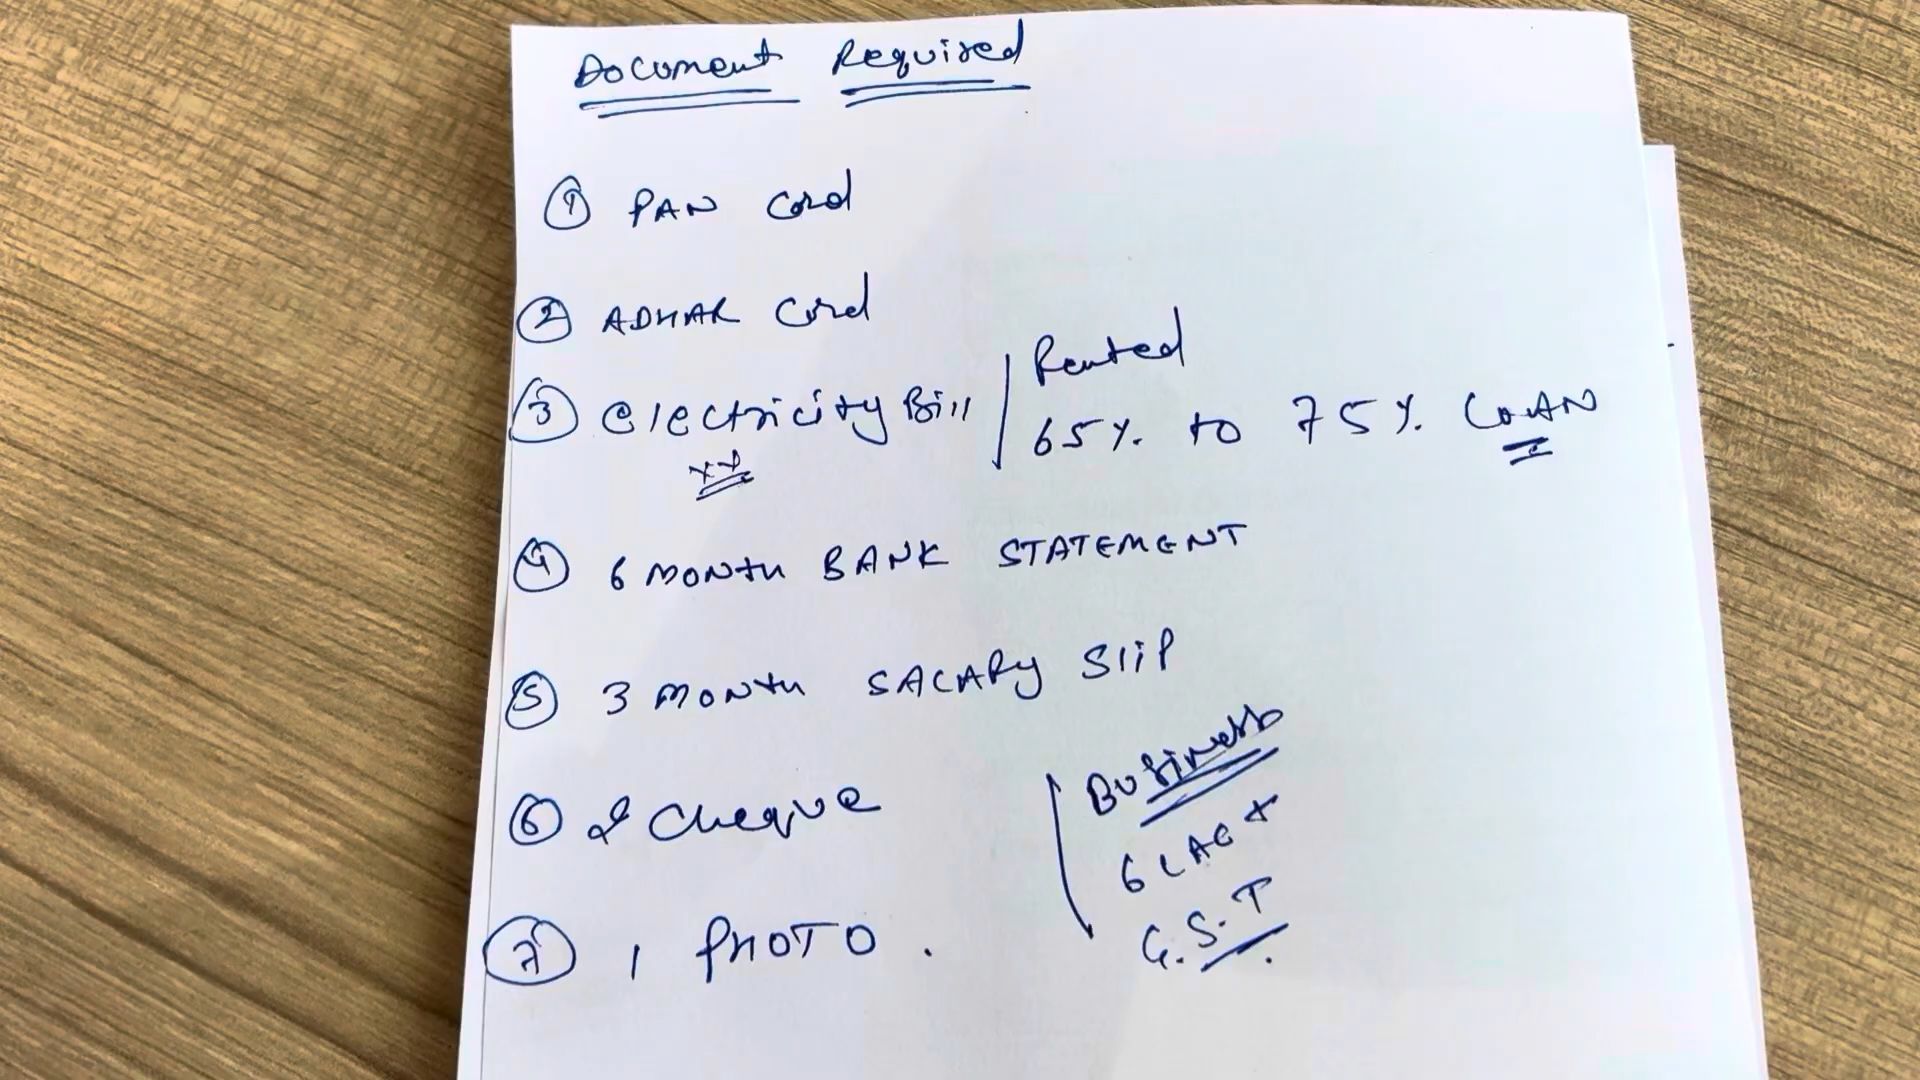 Document Required
① PAN Card
② ADHAR Card
③ electricity Bill
xx
Rented
65% to 75% LOAN
④ 6 MONTH BANK STATEMENT
⑤ 3 MONTH SALARY Slip
⑥ 2 Cheque
⑦ 1 PHOTO.
Business
6 LAC +
G.S.T.